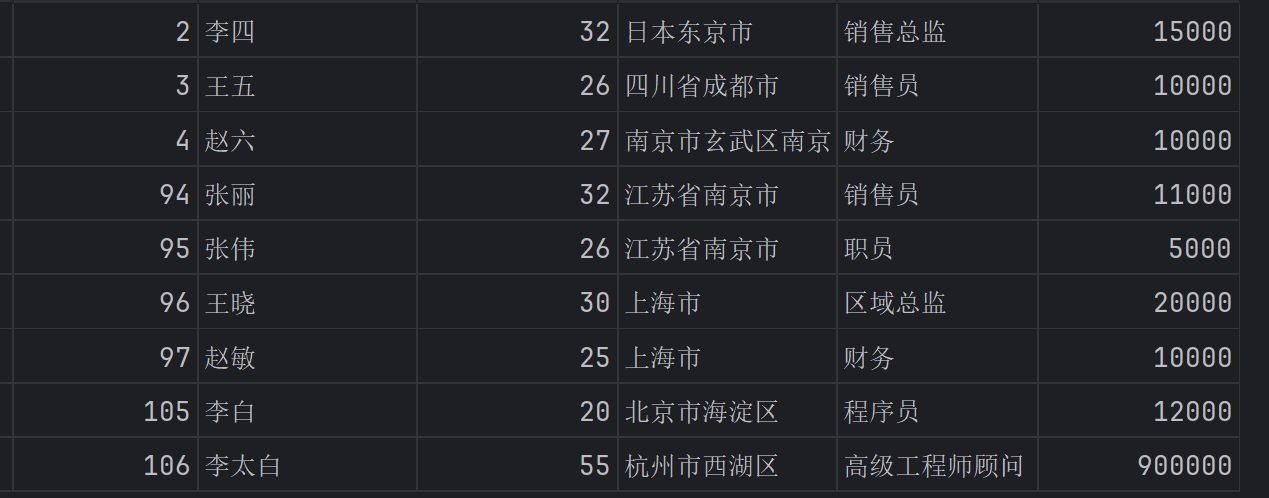 2 李四 32 日本东京市 销售总监 15000
3 王五 26 四川省成都市 销售员 10000
4 赵六 27 南京市玄武区南京 财务 10000
94 张丽 32 江苏省南京市 销售员 11000
95 张伟 26 江苏省南京市 职员 5000
96 王晓 30 上海市 区域总监 20000
97 赵敏 25 上海市 财务 10000
105 李白 20 北京市海淀区 程序员 12000
106 李太白 55 杭州市西湖区 高级工程师顾问 900000